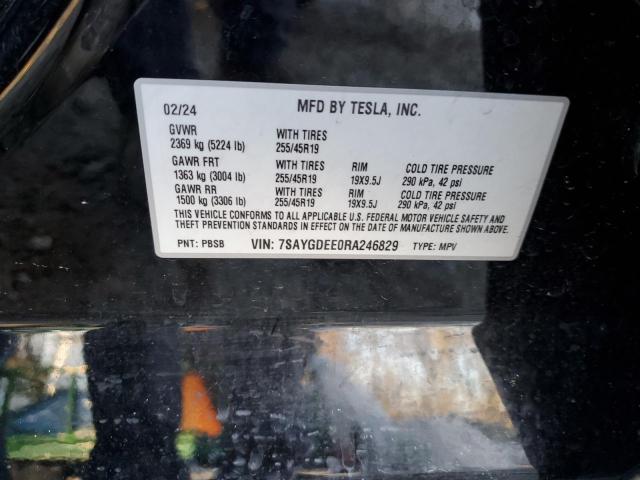 02/24 MFD BY TESLA, INC.
GVWR WITH TIRES
2369 kg (5224 lb) 255/45R19
GAWR FRT WITH TIRES RIM COLD TIRE PRESSURE
1363 kg (3004 lb) 255/45R19 19X9.5J 290 kPa, 42 psi
GAWR RR WITH TIRES RIM COLD TIRE PRESSURE
1500 kg (3306 lb) 255/45R19 19X9.5J 290 kPa, 42 psi
THIS VEHICLE CONFORMS TO ALL APPLICABLE U.S. FEDERAL MOTOR VEHICLE SAFETY AND
THEFT PREVENTION STANDARDS IN EFFECT ON THE DATE OF MANUFACTURE SHOWN ABOVE.
PNT: PBSB VIN: 7SAYGDEE0RA246829 TYPE: MPV